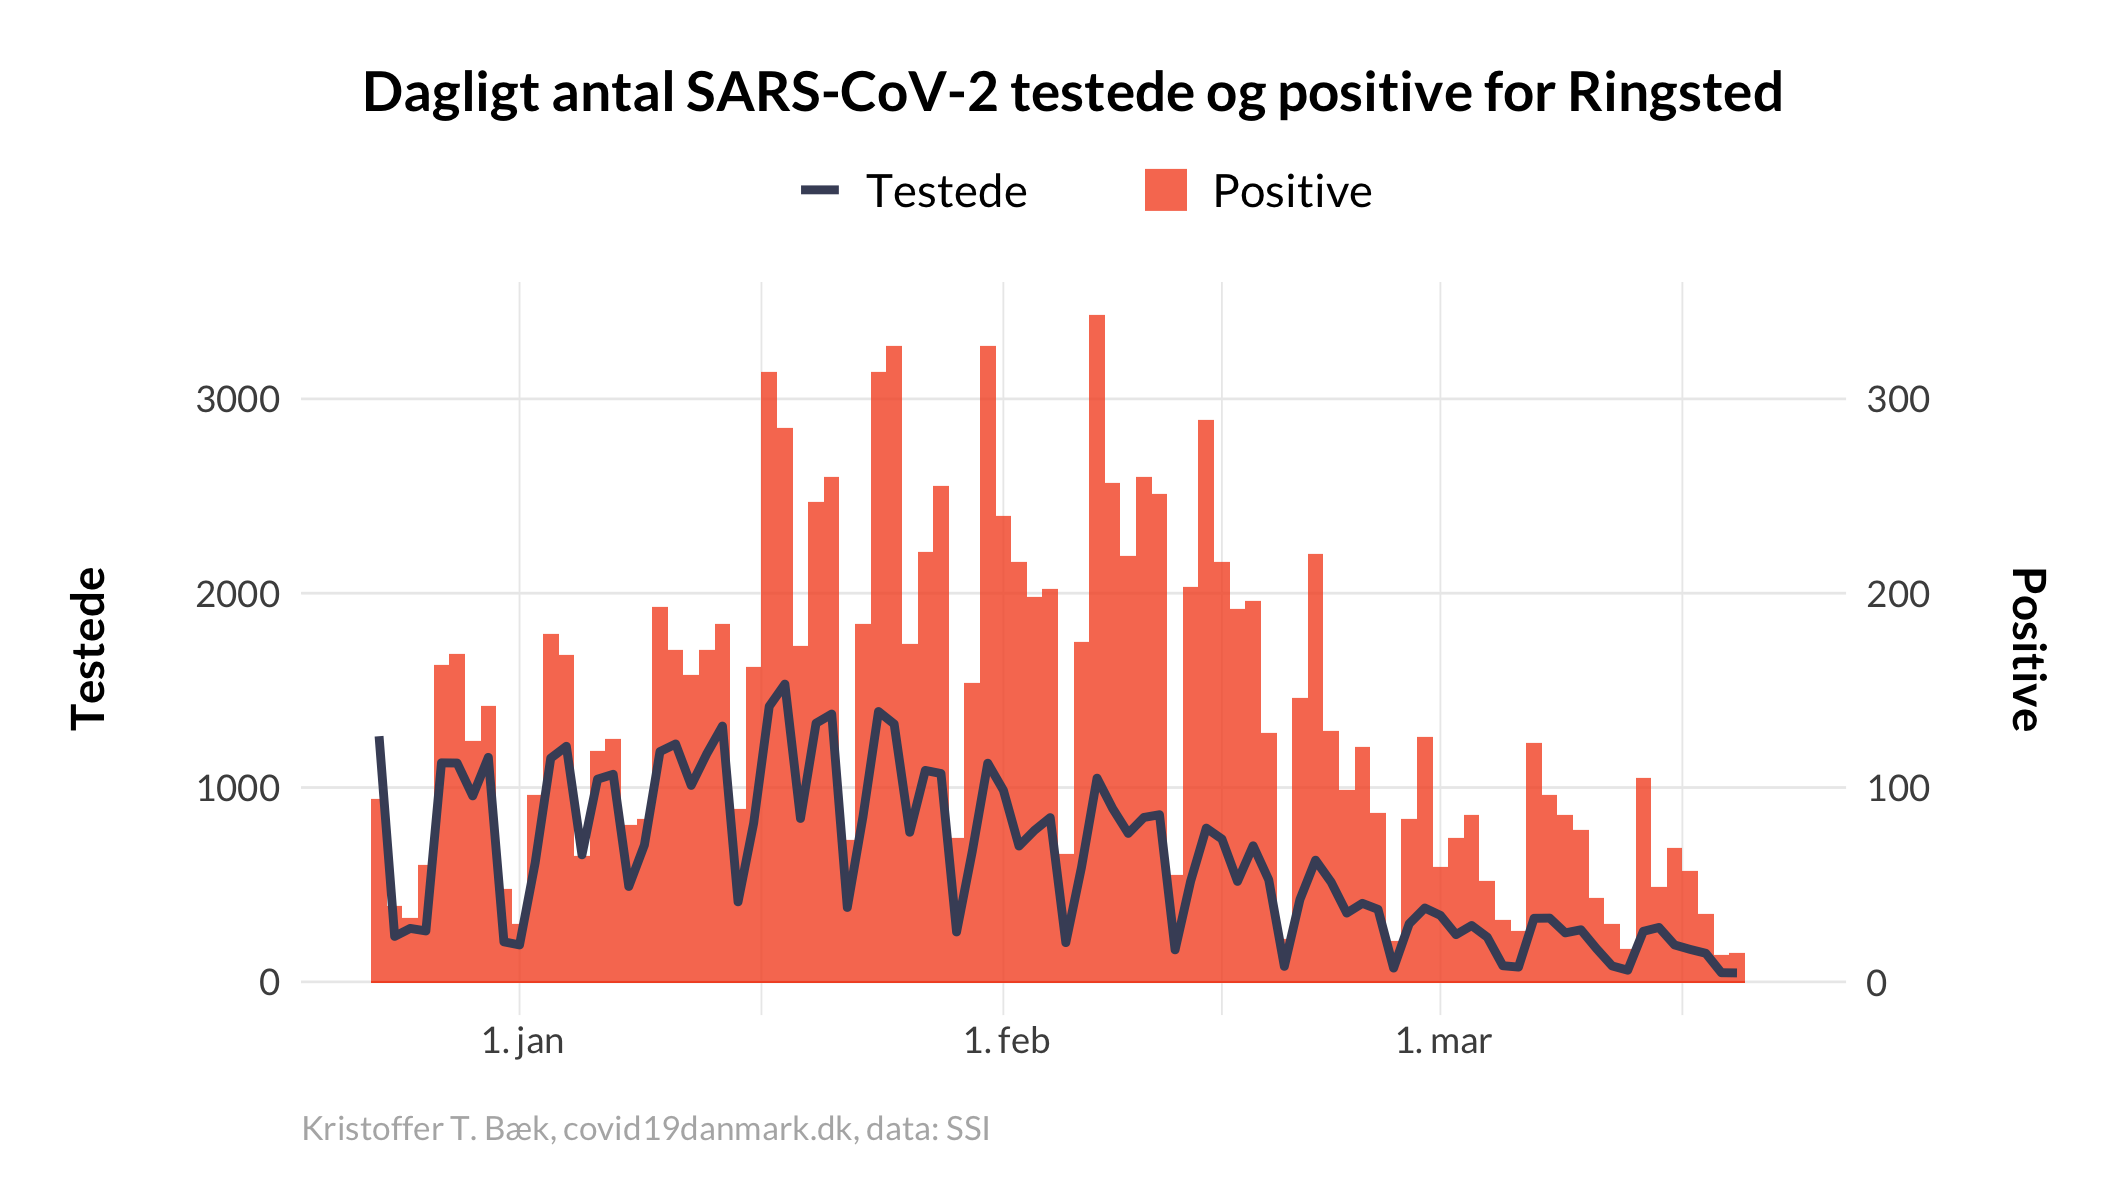 Dagligt antal SARS-CoV-2 testede og positive for Ringsted
Testede
Positive
3000
2000
1000
0
300
200
100
0
Testede
Positive
1. jan
1. feb
1. mar
Kristoffer T. Bæk, covid19danmark.dk, data: SSI